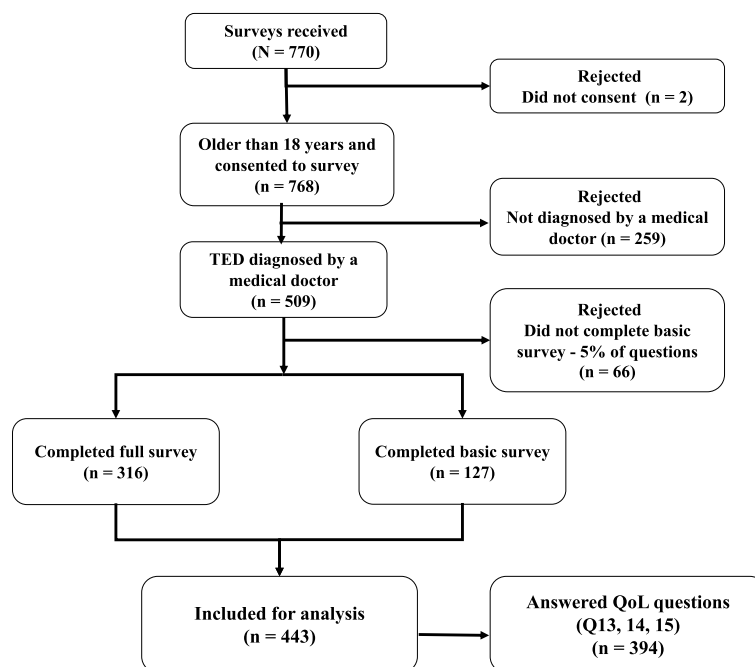 Surveys received
(N = 770)
Rejected
Did not consent (n = 2)
Older than 18 years and
consented to survey
(n = 768)
Rejected
Not diagnosed by a medical
doctor (n = 259)
TED diagnosed by a
medical doctor
(n = 509)
Rejected
Did not complete basic
survey - 5% of questions
(n = 66)
Completed full survey
(n = 316)
Completed basic survey
(n = 127)
Included for analysis
(n = 443)
Answered QoL questions
(Q13, 14, 15)
(n = 394)